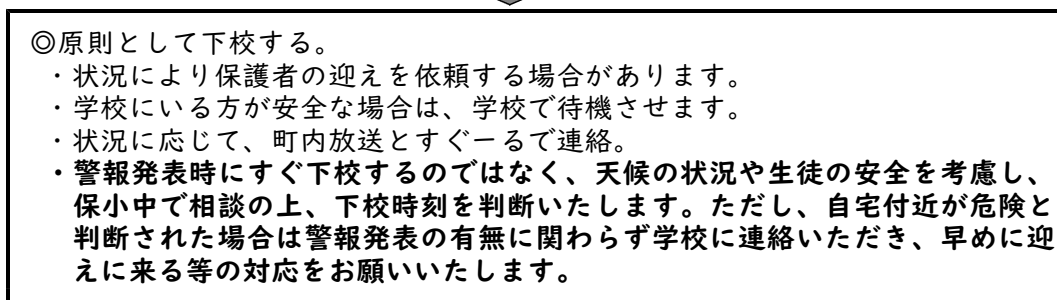 ◎原則として下校する。
・状況により保護者の迎えを依頼する場合があります。
・学校にいる方が安全な場合は、学校で待機させます。
・状況に応じて、町内放送とすぐーるで連絡。
・警報発表時にすぐ下校するのではなく、天候の状況や生徒の安全を考慮し、
保小中で相談の上、下校時刻を判断いたします。ただし、自宅付近が危険と
判断された場合は警報発表の有無に関わらず学校に連絡いただき、早めに迎
えに来る等の対応をお願いいたします。